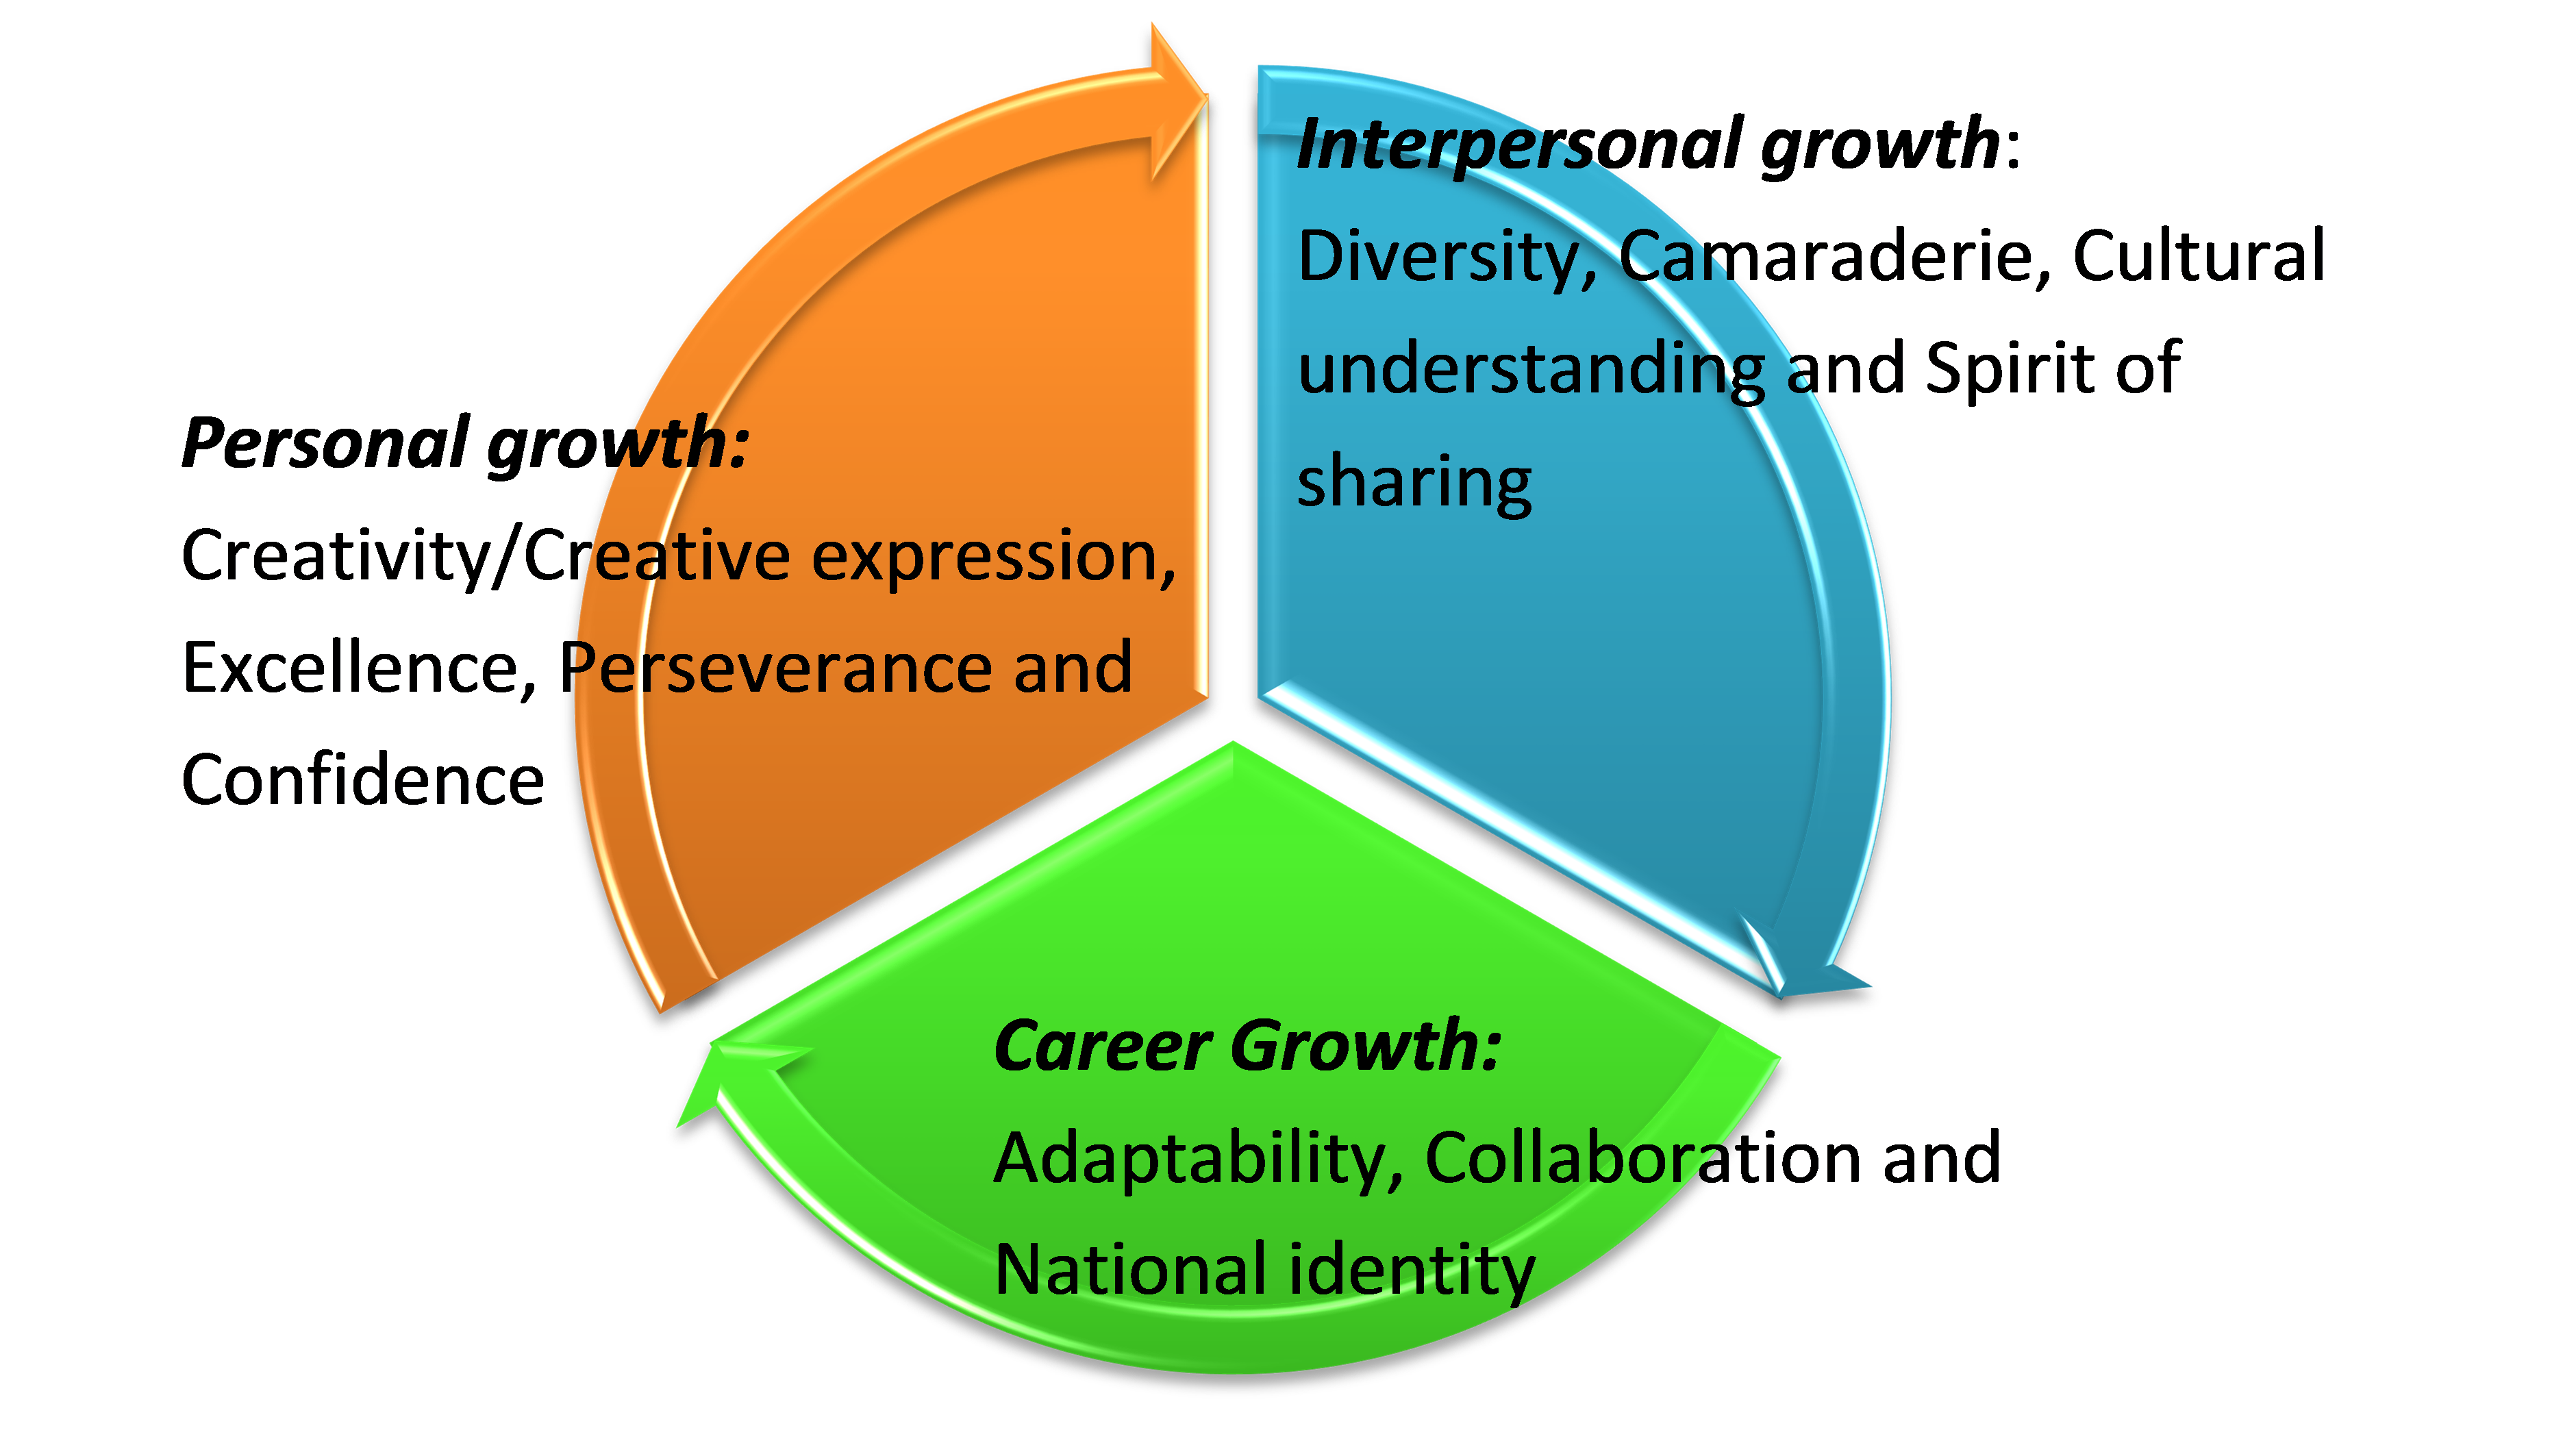 Interpersonal growth:
Diversity, Camaraderie, Cultural
understanding and Spirit of
sharing
Personal growth:
Creativity/Creative expression,
Excellence, Perseverance and
Confidence
Career Growth:
Adaptability, Collaboration and
National identity